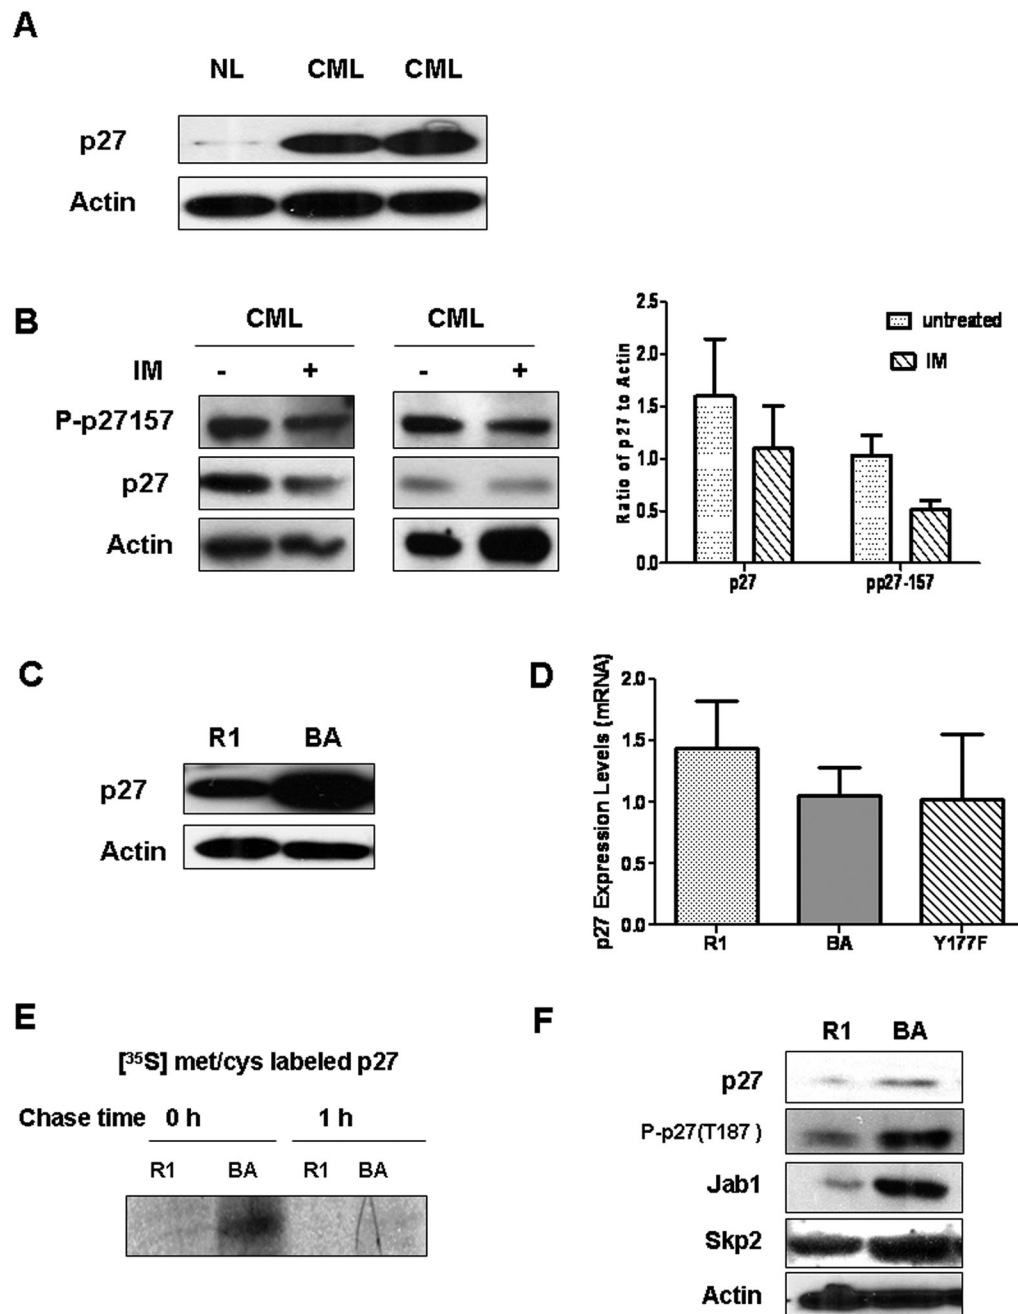 A
NL CML CML
p27
Actin
B
CML CML
IM - + - +
P-p27157
p27
Actin
Ratio of p27 to Actin
2.5
2.0
1.5
1.0
0.5
0.0
untreated
IM
p27 pp27-157
C
R1 BA
p27
Actin
D
p27 Expression Levels (mRNA)
2.0
1.5
1.0
0.5
0.0
R1 BA Y177F
E
[³⁵S] met/cys labeled p27
Chase time 0 h 1 h
R1 BA R1 BA
F
R1 BA
p27
P-p27(T187)
Jab1
Skp2
Actin